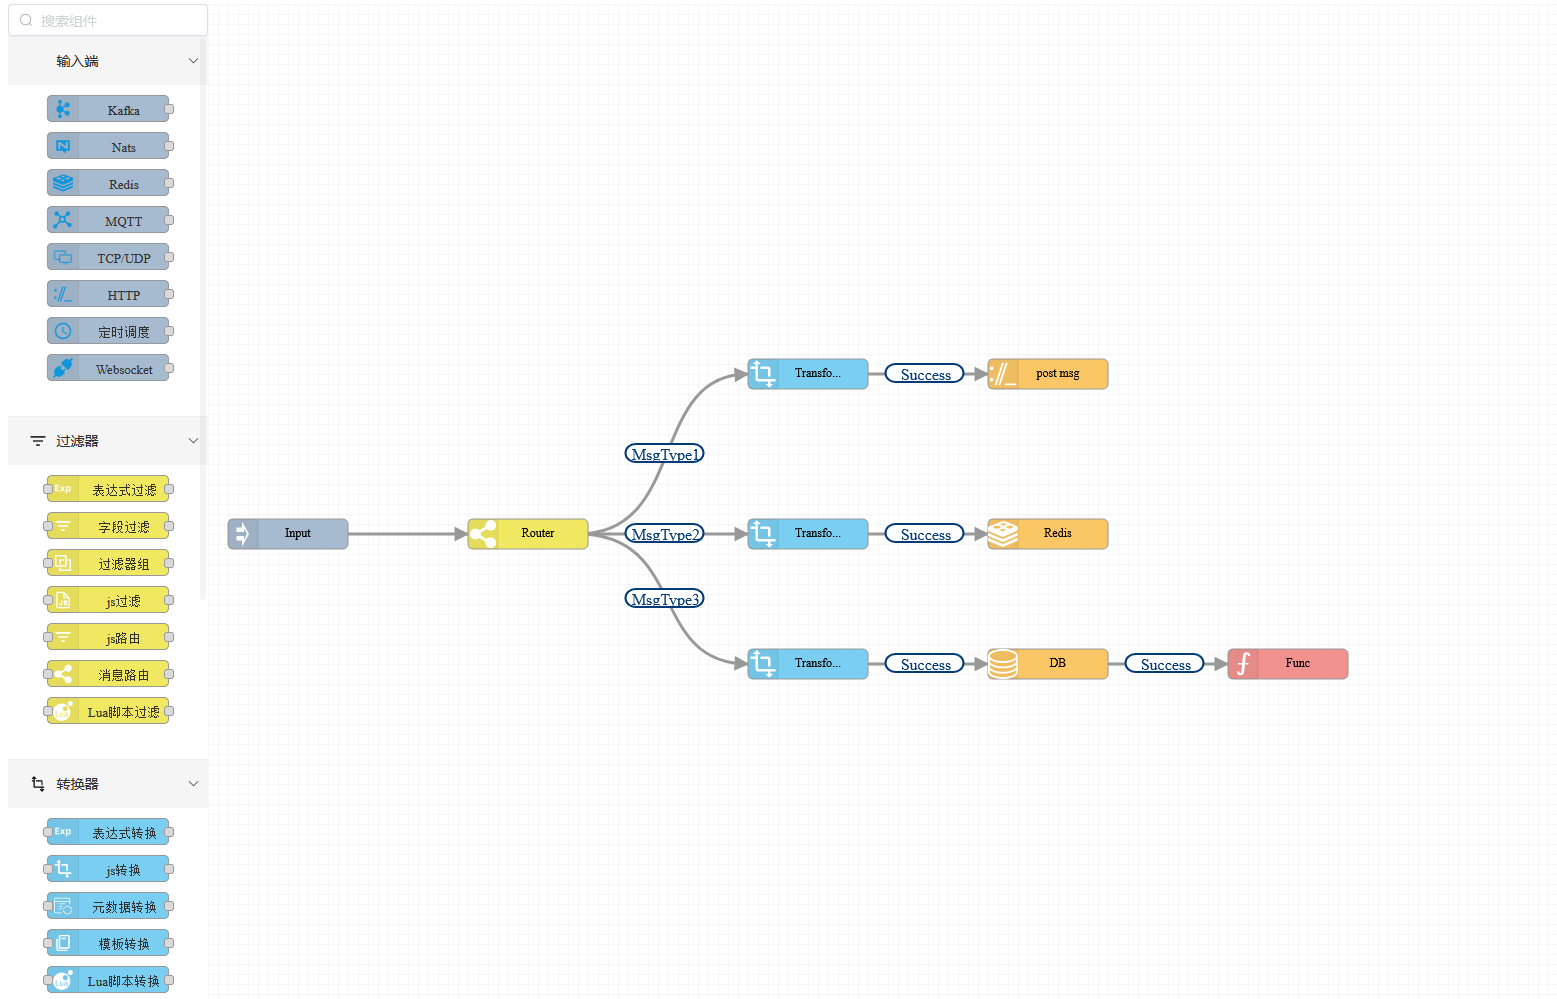 搜索组件
输入端
Kafka
Nats
Redis
MQTT
TCP/UDP
HTTP
定时调度
Websocket
过滤器
Exp 表达式过滤
字段过滤
过滤器组
JS js过滤
js路由
消息路由
Lua Lua脚本过滤
转换器
Exp 表达式转换
js转换
元数据转换
模板转换
Lua Lua脚本转换
Input
Router
MsgType1
Transfo...
Success
post msg
MsgType2
Transfo...
Success
Redis
MsgType3
Transfo...
Success
DB
Success
Func